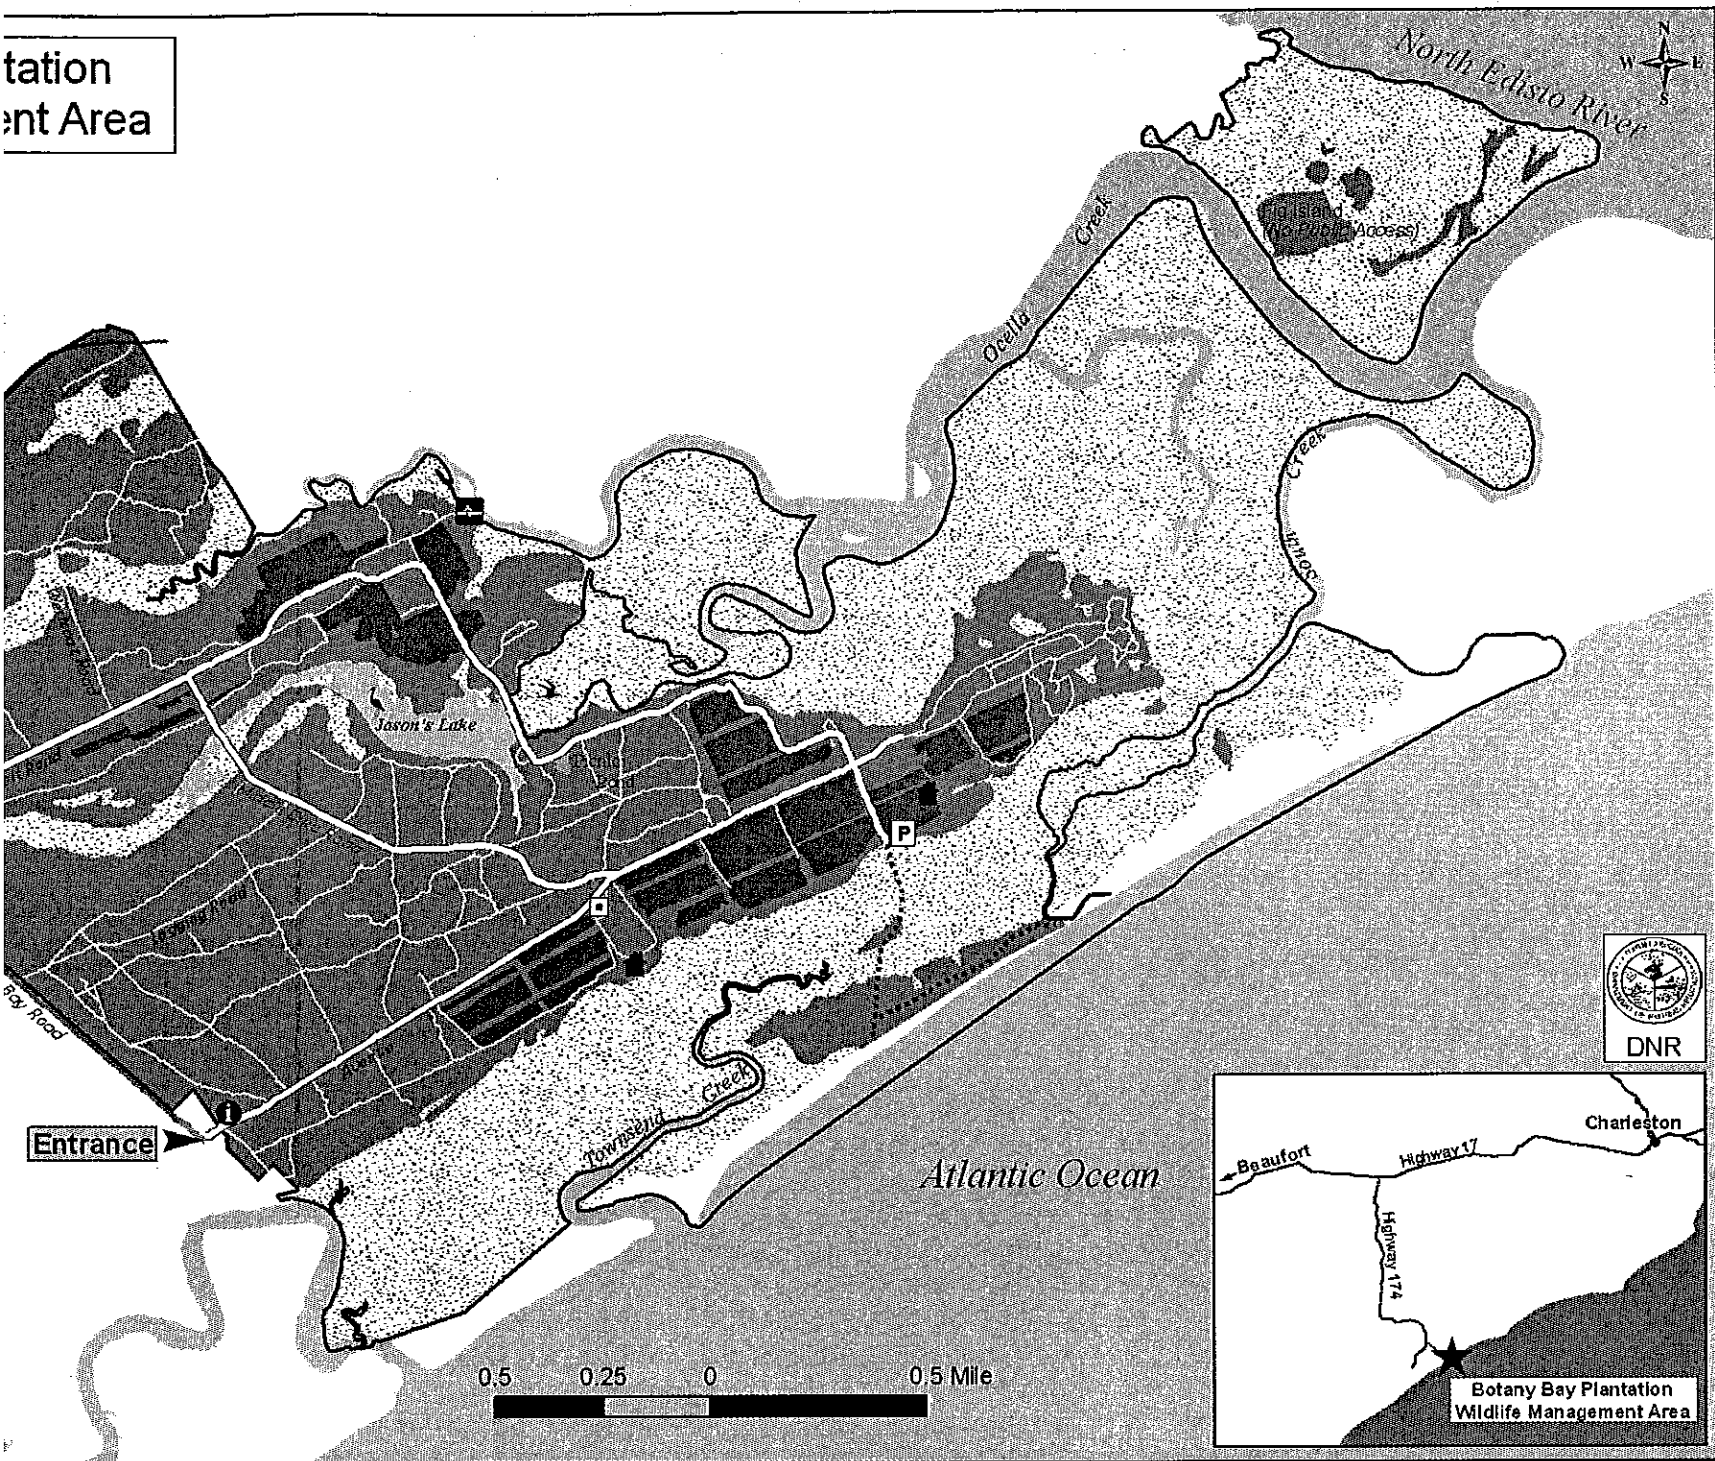 tation
ent Area
North Edisto River
N
W
E
S
Creek
Fig Island
(No Public Access)
Ocella
Creek
Jason's Lake
Road
P
Bay Road
i
Entrance
Townsend
Creek
Atlantic Ocean
DNR
Charleston
Beaufort
Highway 17
Highway 174
Botany Bay Plantation
Wildlife Management Area
0.5
0.25
0
0.5 Mile